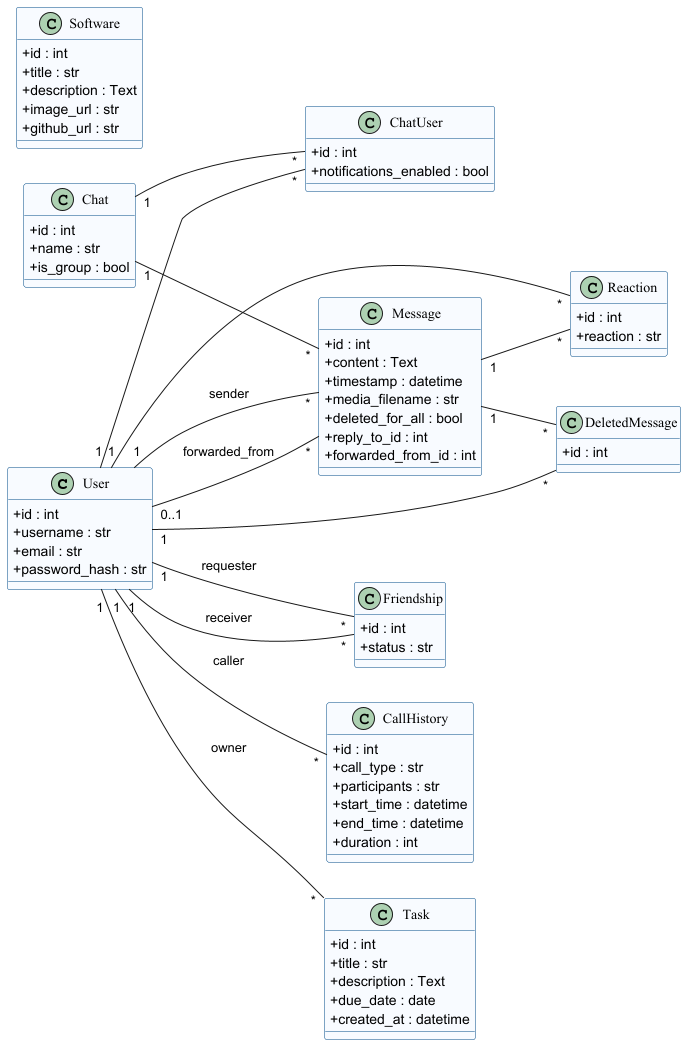 C Software
+id : int
+title : str
+description : Text
+image_url : str
+github_url : str
C ChatUser
+id : int
+notifications_enabled : bool
C Chat
+id : int
+name : str
+is_group : bool
1
*
*
1
C Reaction
+id : int
+reaction : str
*
*
C Message
+id : int
+content : Text
+timestamp : datetime
+media_filename : str
+deleted_for_all : bool
+reply_to_id : int
+forwarded_from_id : int
*
*
*
1
1
sender
forwarded_from
C DeletedMessage
+id : int
*
*
1
1
1
C User
+id : int
+username : str
+email : str
+password_hash : str
0..1
1
1
1
1
1
requester
receiver
caller
owner
C Friendship
+id : int
+status : str
*
*
C CallHistory
+id : int
+call_type : str
+participants : str
+start_time : datetime
+end_time : datetime
+duration : int
*
*
C Task
+id : int
+title : str
+description : Text
+due_date : date
+created_at : datetime